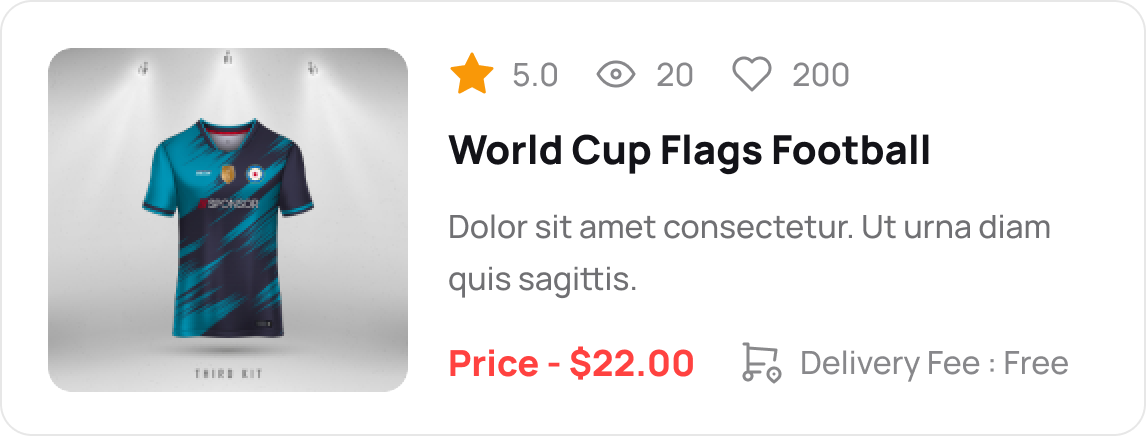 5.0 20 200
World Cup Flags Football
SPONSOR
Dolor sit amet consectetur. Ut urna diam
quis sagittis.
Price - $22.00 Delivery Fee : Free
THIRD KIT